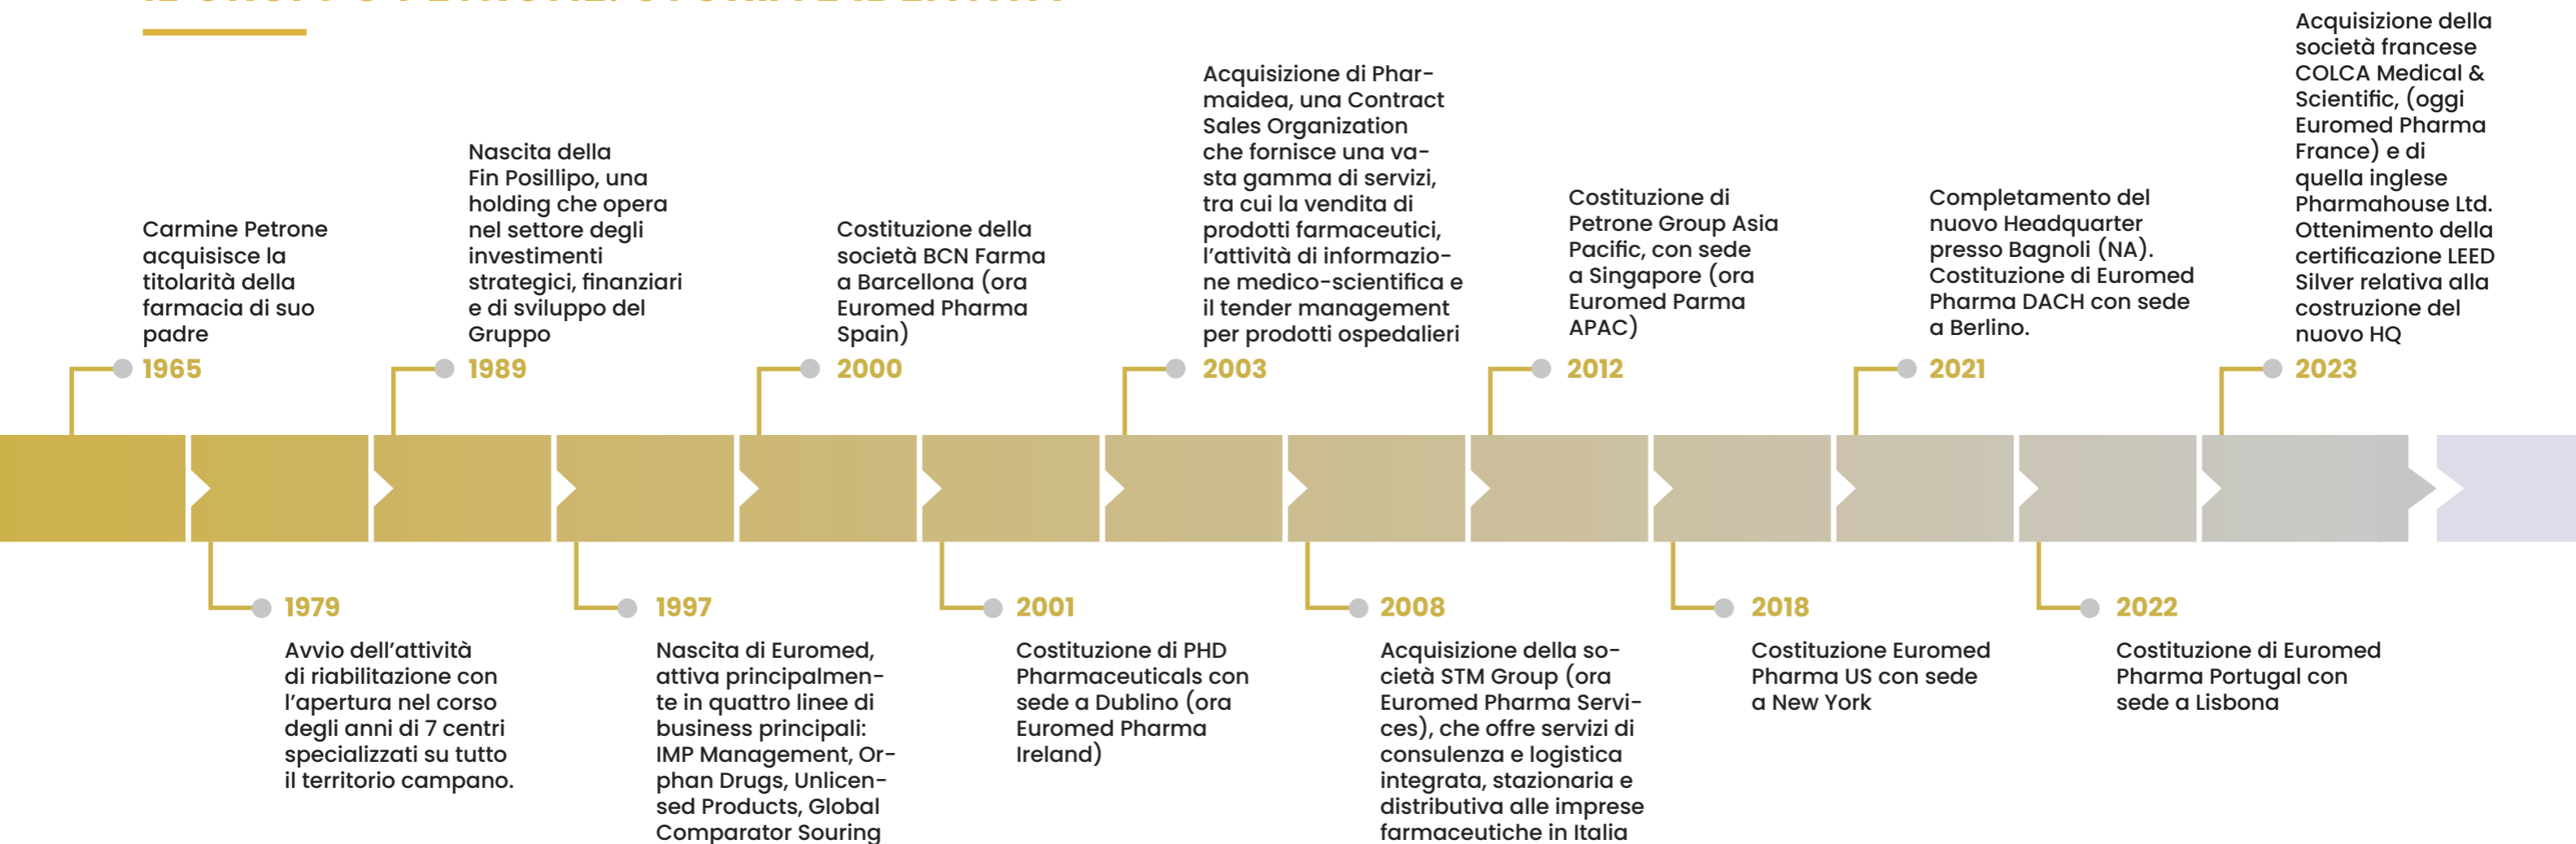 Carmine Petrone
acquisisce la
titolarità della
farmacia di suo
padre
1965
1979
Avvio dell’attività
di riabilitazione con
l’apertura nel corso
degli anni di 7 centri
specializzati su tutto
il territorio campano.
Nascita della
Fin Posillipo, una
holding che opera
nel settore degli
investimenti
strategici, finanziari
e di sviluppo del
Gruppo
1989
1997
Nascita di Euromed,
attiva principalmen-
te in quattro linee di
business principali:
IMP Management, Or-
phan Drugs, Unlicen-
sed Products, Global
Comparator Souring
Costituzione della
società BCN Farma
a Barcellona (ora
Euromed Pharma
Spain)
2000
2001
Costituzione di PHD
Pharmaceuticals con
sede a Dublino (ora
Euromed Pharma
Ireland)
Acquisizione di Phar-
maidea, una Contract
Sales Organization
che fornisce una va-
sta gamma di servizi,
tra cui la vendita di
prodotti farmaceutici,
l’attività di informazio-
ne medico-scientifica e
il tender management
per prodotti ospedalieri
2003
2008
Acquisizione della so-
cietà STM Group (ora
Euromed Pharma Servi-
ces), che offre servizi di
consulenza e logistica
integrata, stazionaria e
distributiva alle imprese
farmaceutiche in Italia
Costituzione di
Petrone Group Asia
Pacific, con sede
a Singapore (ora
Euromed Parma
APAC)
2012
2018
Costituzione Euromed
Pharma US con sede
a New York
Completamento del
nuovo Headquarter
presso Bagnoli (NA).
Costituzione di Euromed
Pharma DACH con sede
a Berlino.
2021
2022
Costituzione di Euromed
Pharma Portugal con
sede a Lisbona
Acquisizione della
società francese
COLCA Medical &
Scientific, (oggi
Euromed Pharma
France) e di
quella inglese
Pharmahouse Ltd.
Ottenimento della
certificazione LEED
Silver relativa alla
costruzione del
nuovo HQ
2023